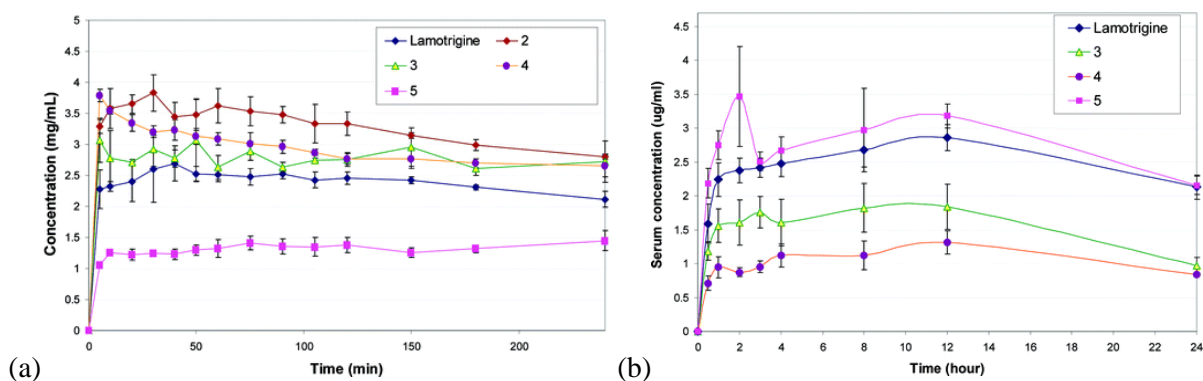 (a)
Concentration (mg/mL)
5
4.5
4
3.5
3
2.5
2
1.5
1
0.5
0
0 50 100 150 200
Time (min)
Lamotrigine 2
3 4
5
(b)
Serum concentration (ug/ml)
5
4.5
4
3.5
3
2.5
2
1.5
1
0.5
0
0 2 4 6 8 10 12 14 16 18 20 22 24
Time (hour)
Lamotrigine
3
4
5